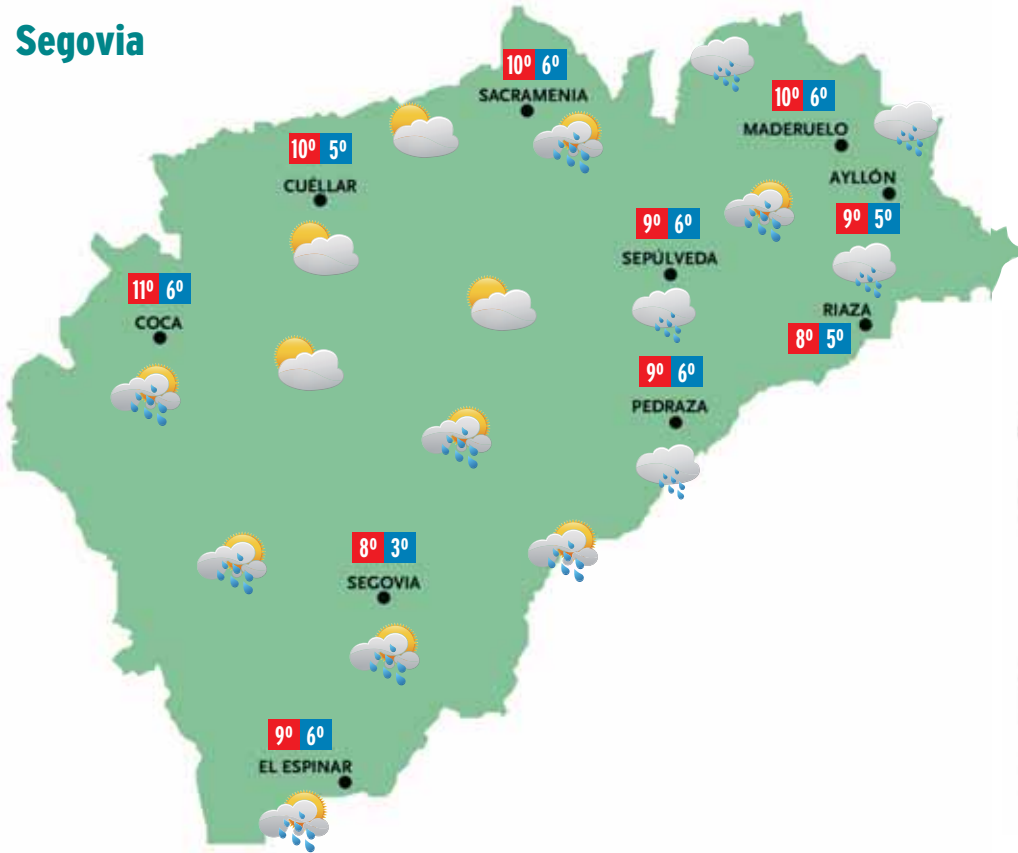 Segovia
10º 6º
SACRAMENIA
10º 6º
MADERUELO
10º 5º
CUÉLLAR
AYLLÓN
9º 5º
9º 6º
SEPÚLVEDA
11º 6º
COCA
RIAZA
8º 5º
9º 6º
PEDRAZA
8º 3º
SEGOVIA
9º 6º
EL ESPINAR